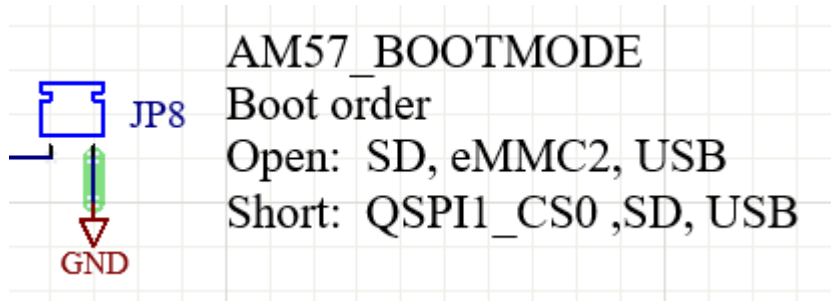 AM57_BOOTMODE
JP8
Boot order
Open: SD, eMMC2, USB
Short: QSPI1_CS0 ,SD, USB
GND